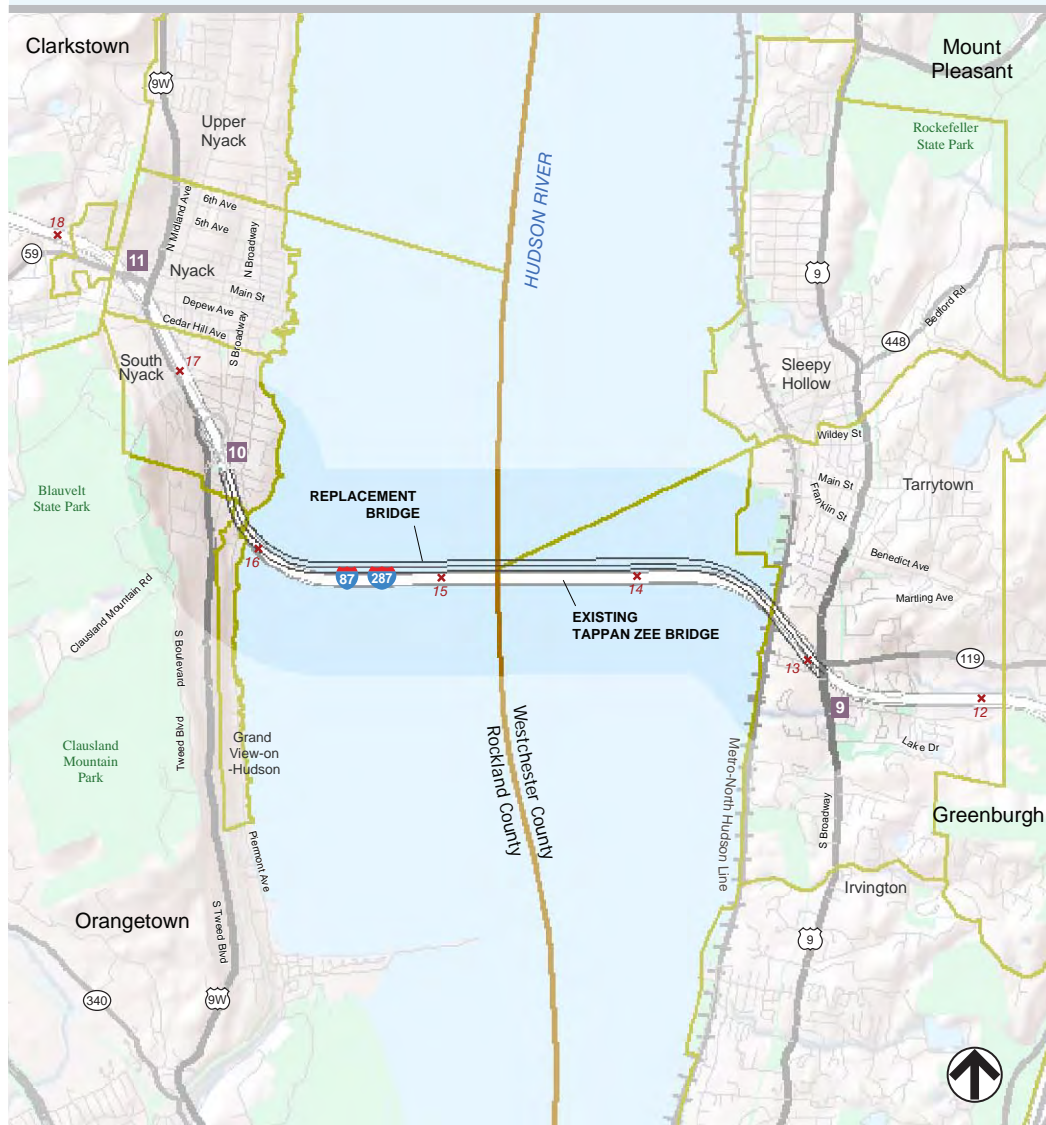 Clarkstown
Mount
Pleasant
9W
Upper
Nyack
Rockefeller
State Park
HUDSON RIVER
6th Ave
5th Ave
N Midland Ave
N Broadway
18
59
11
Nyack
9
Main St
Depew Ave
Cedar Hill Ave
S Broadway
Bedford Rd
448
South
Nyack
17
Sleepy
Hollow
Wildey St
10
Main St
Franklin St
Tarrytown
Blauvelt
State Park
REPLACEMENT
BRIDGE
16
87
287
15
14
Benedict Ave
Martling Ave
Clausland Mountain Rd
EXISTING
TAPPAN ZEE BRIDGE
S Boulevard
13
119
12
9
Tweed Blvd
Clausland
Mountain
Park
Grand
View-on
-Hudson
Westchester County
Rockland County
Metro-North Hudson Line
Lake Dr
S Broadway
Greenburgh
Piermont Ave
Irvington
Orangetown
S Tweed Blvd
9
340
9W